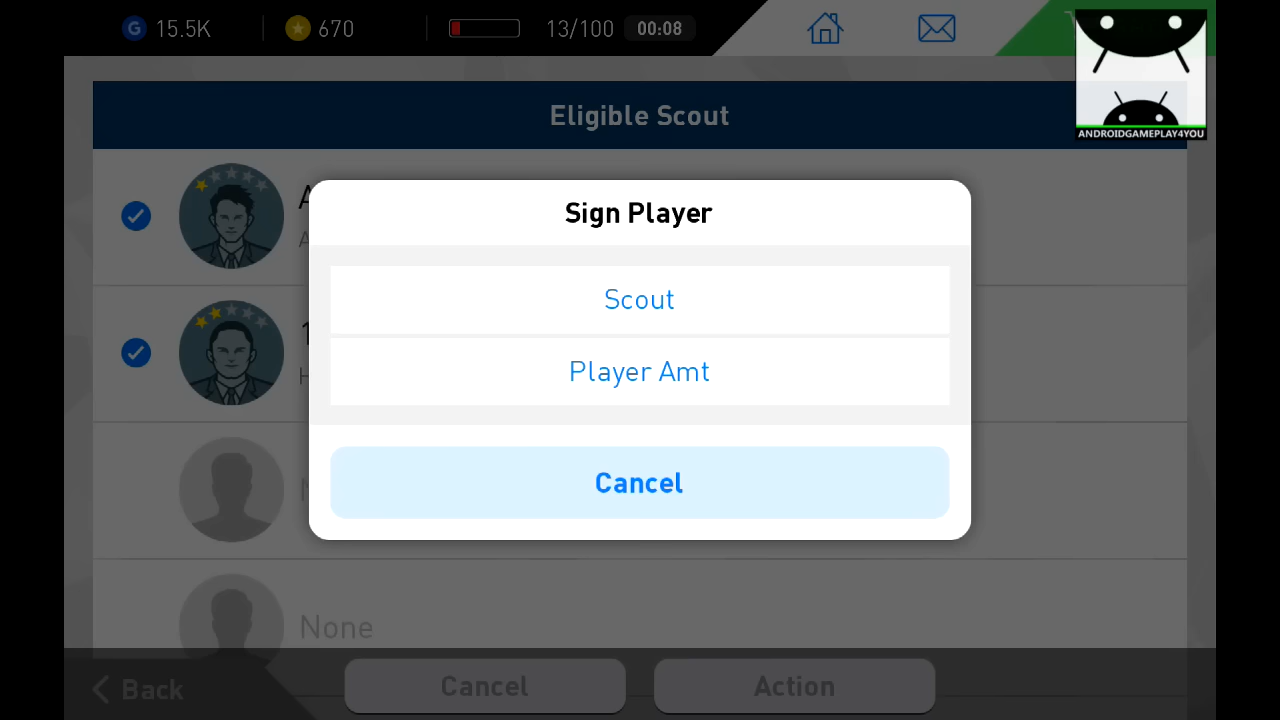 G 15.5K 670 13/100 00:08
ANDROIDGAMEPLAY4YOU
Eligible Scout
Sign Player
Scout
Player Amt
Cancel
None
Back Cancel Action